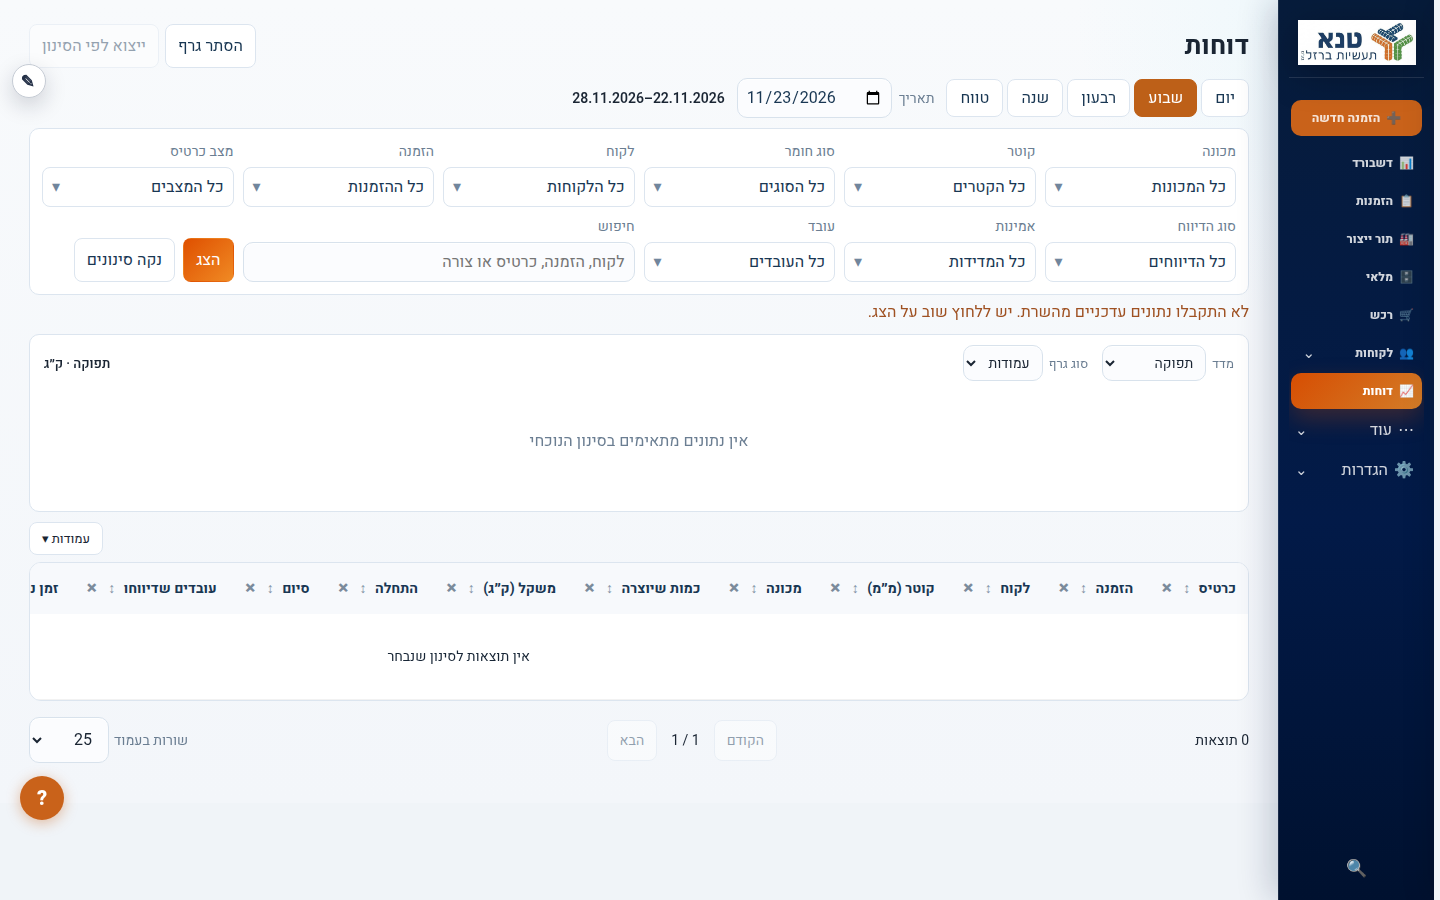 טנא
תעשיות ברזל
➕ הזמנה חדשה
📊 דשבורד
📋 הזמנות
🏭 תור ייצור
🗄️ מלאי
🛒 רכש
👥 לקוחות ⌄
📈 דוחות
⋯ עוד ⌄
⚙️ הגדרות ⌄
🔍
דוחות
הסתר גרף ייצוא לפי הסינון
✎
יום שבוע רבעון שנה טווח תאריך 11/23/2026 22.11.2026–28.11.2026
מכונה קוטר סוג חומר לקוח הזמנה מצב כרטיס
כל המכונות כל הקטרים כל הסוגים כל הלקוחות כל ההזמנות כל המצבים
סוג הדיווח אמינות עובד חיפוש
כל הדיווחים כל המדידות כל העובדים לקוח, הזמנה, כרטיס או צורה הצג נקה סינונים
לא התקבלו נתונים עדכניים מהשרת. יש ללחוץ שוב על הצג.
מדד תפוקה סוג גרף עמודות תפוקה · ק״ג
אין נתונים מתאימים בסינון הנוכחי
עמודות ▾
כרטיס ↕ × הזמנה ↕ × לקוח ↕ × קוטר (מ״מ) ↕ × מכונה ↕ × כמות שיוצרה ↕ × משקל (ק״ג) ↕ × התחלה ↕ × סיום ↕ × עובדים שדיווחו ↕ × זמן
אין תוצאות לסינון שנבחר
0 תוצאות הקודם 1 / 1 הבא שורות בעמוד 25
?